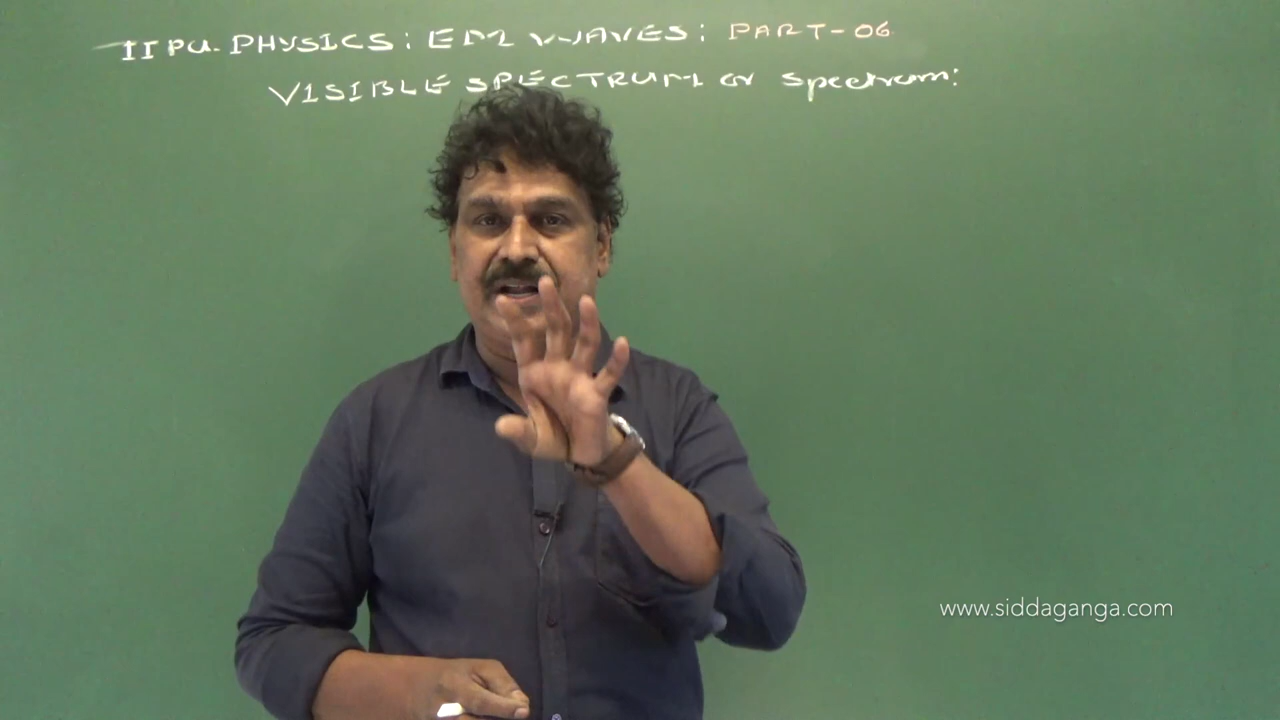 II PU. PHYSICS: EM WAVES: PART-06
VISIBLE SPECTRUM or spectrum:
www.siddaganga.com